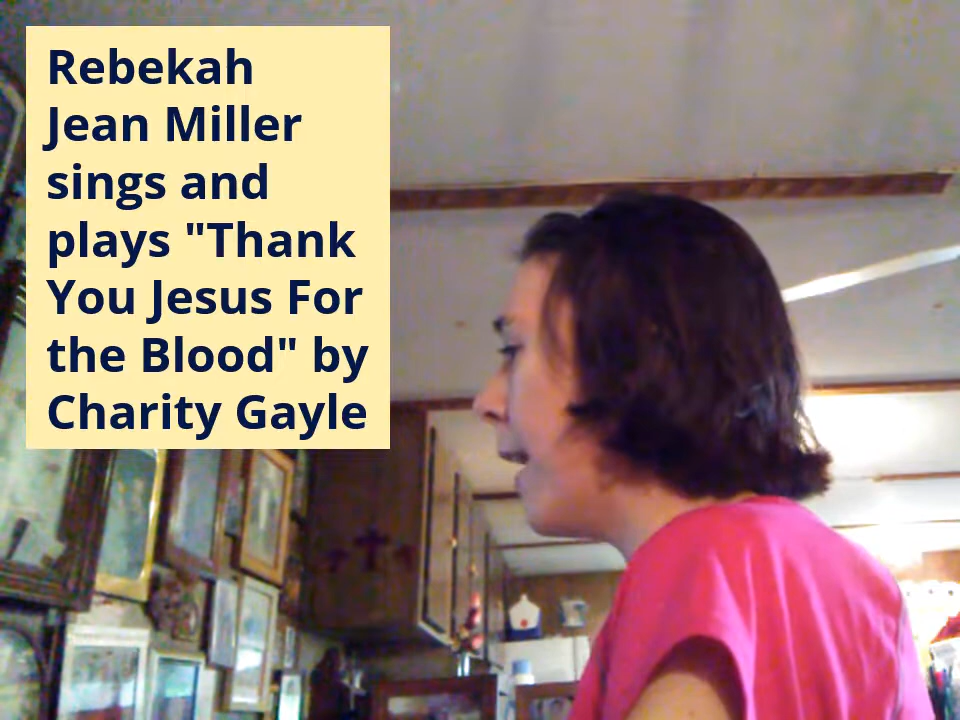 Rebekah
Jean Miller
sings and
plays "Thank
You Jesus For
the Blood" by
Charity Gayle